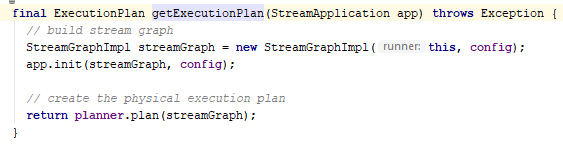 final ExecutionPlan getExecutionPlan(StreamApplication app) throws Exception {
// build stream graph
StreamGraphImpl streamGraph = new StreamGraphImpl( runner: this, config);
app.init(streamGraph, config);
// create the physical execution plan
return planner.plan(streamGraph);
}